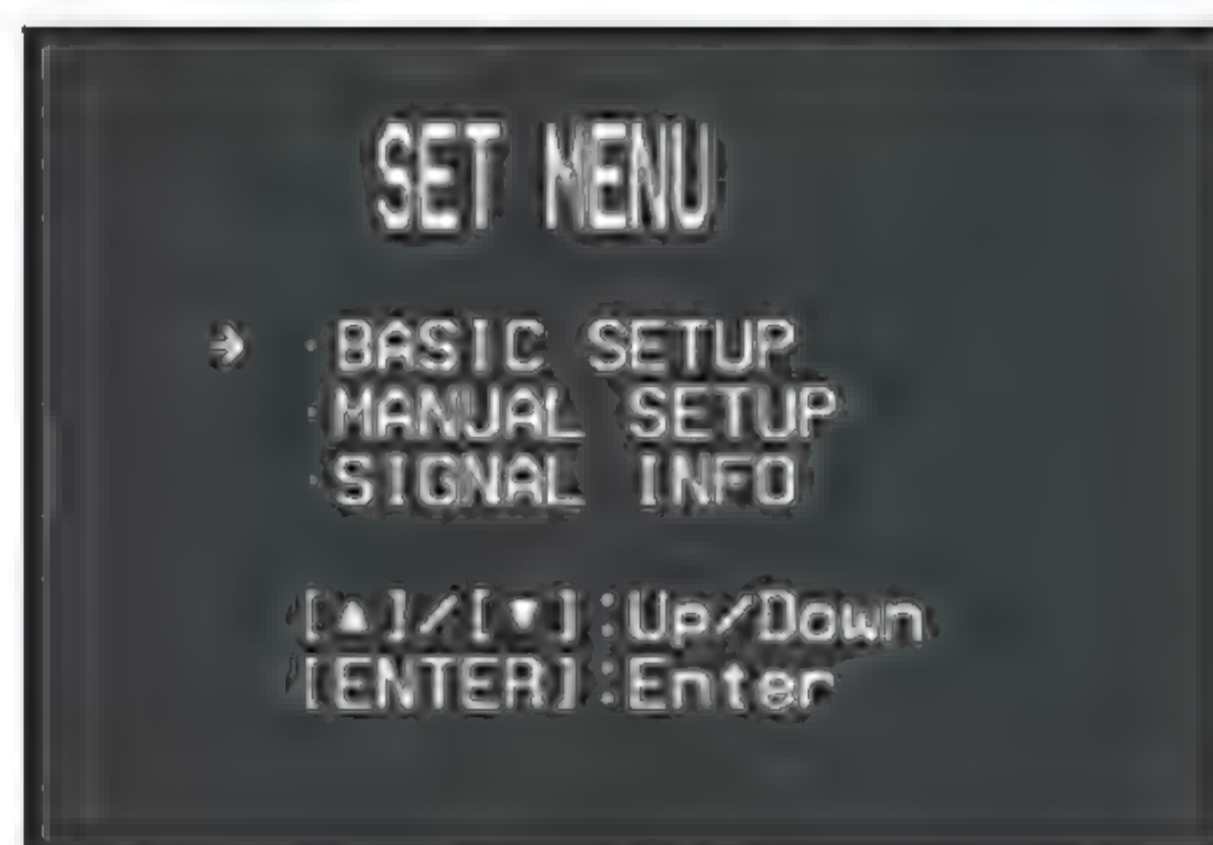 SET MENU
→ ·BASIC SETUP
·MANUAL SETUP
·SIGNAL INFO
[▲]/[▼]:Up/Down
[ENTER]:Enter